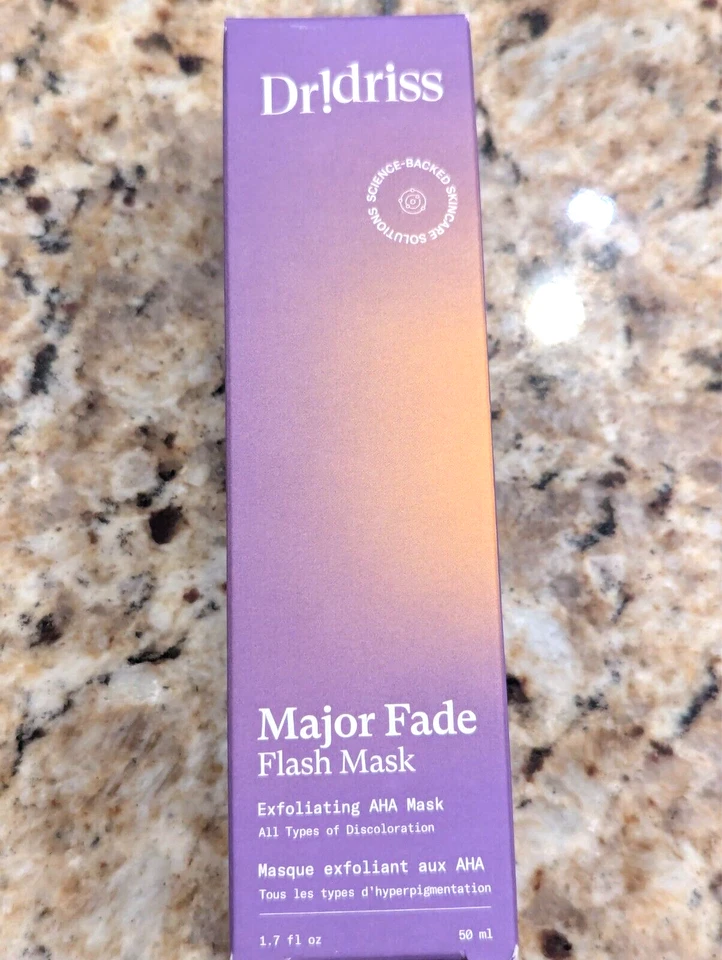 Dr!driss
SCIENCE-BACKED SKINCARE SOLUTIONS
Major Fade
Flash Mask
Exfoliating AHA Mask
All Types of Discoloration
Masque exfoliant aux AHA
Tous les types d'hyperpigmentation
1.7 fl oz 50 ml